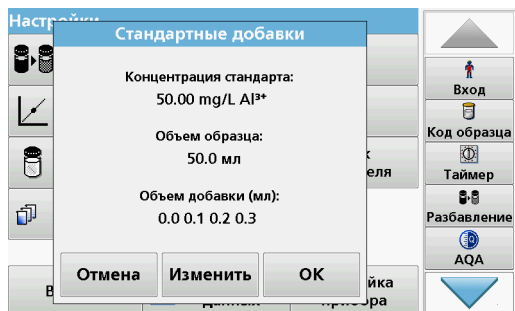 Настройки
Стандартные добавки
Концентрация стандарта:
50.00 mg/L Al³⁺
Объем образца:
50.0 мл
Объем добавки (мл):
0.0 0.1 0.2 0.3
Отмена
Изменить
OK
Вход
Код образца
Таймер
Разбавление
AQA